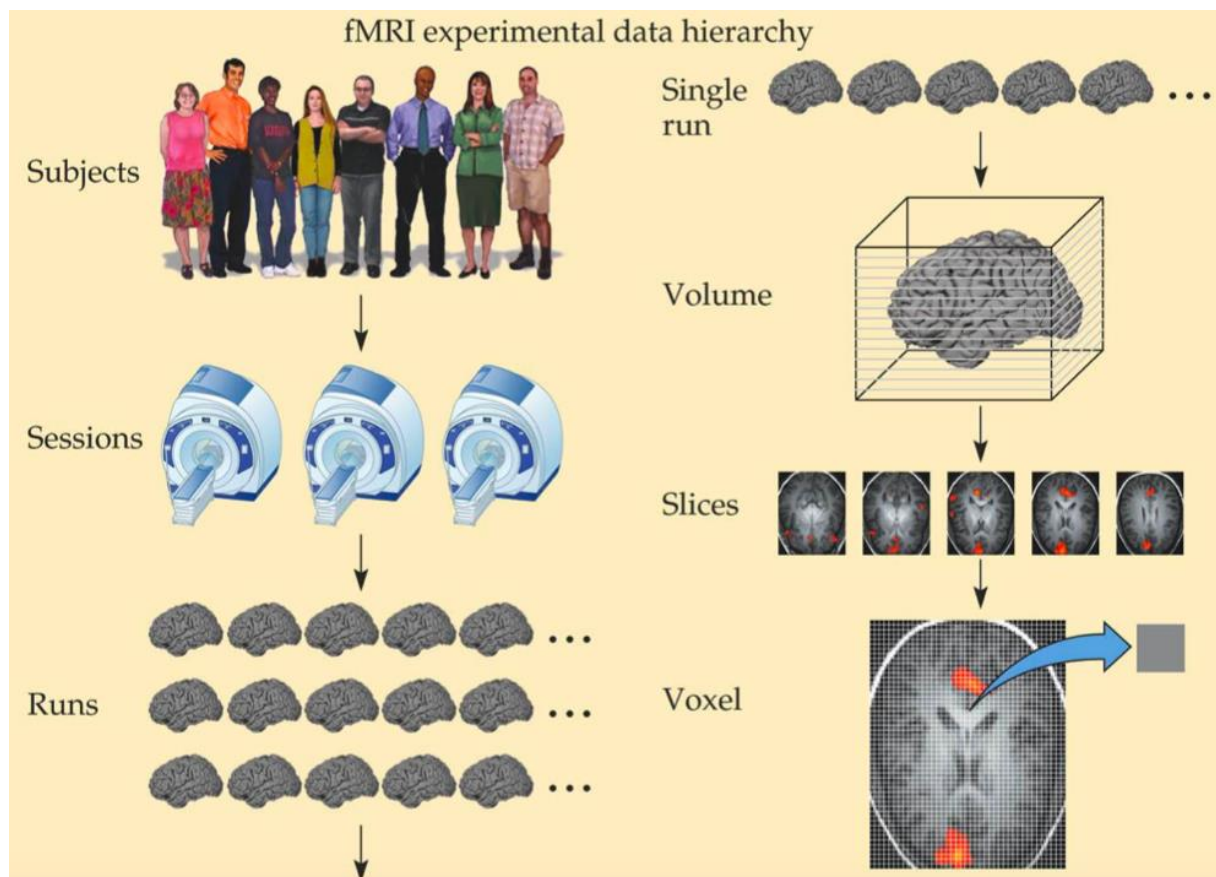 fMRI experimental data hierarchy
Subjects
Sessions
Runs
Single
run
Volume
Slices
Voxel